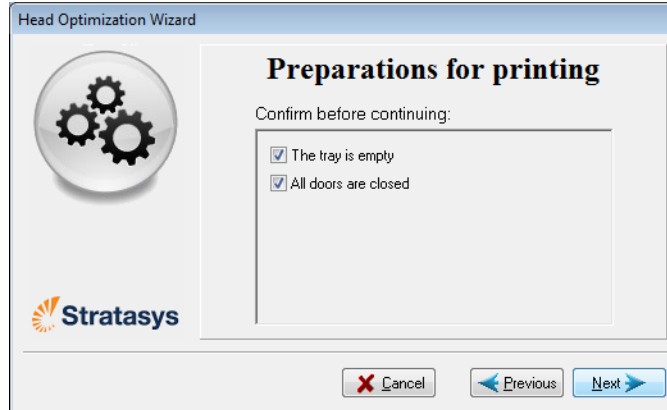 Head Optimization Wizard
Preparations for printing
Confirm before continuing:
The tray is empty
All doors are closed
Stratasys
Cancel
Previous
Next